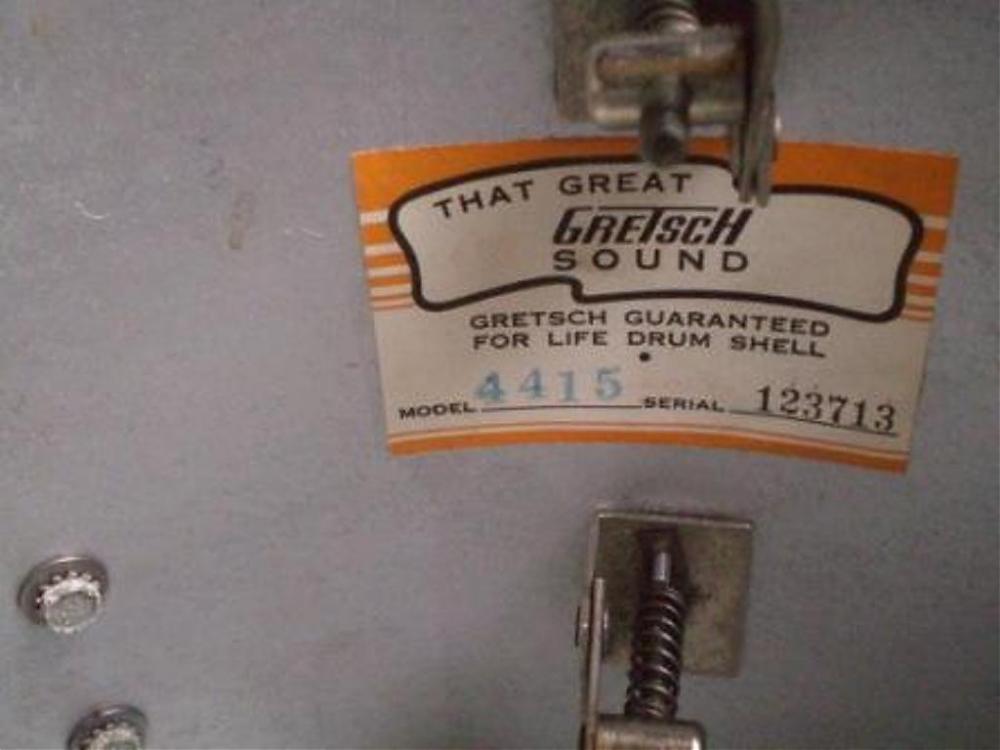 THAT GREAT
GRETSCH
SOUND
GRETSCH GUARANTEED
FOR LIFE DRUM SHELL
MODEL 4415 SERIAL 123713